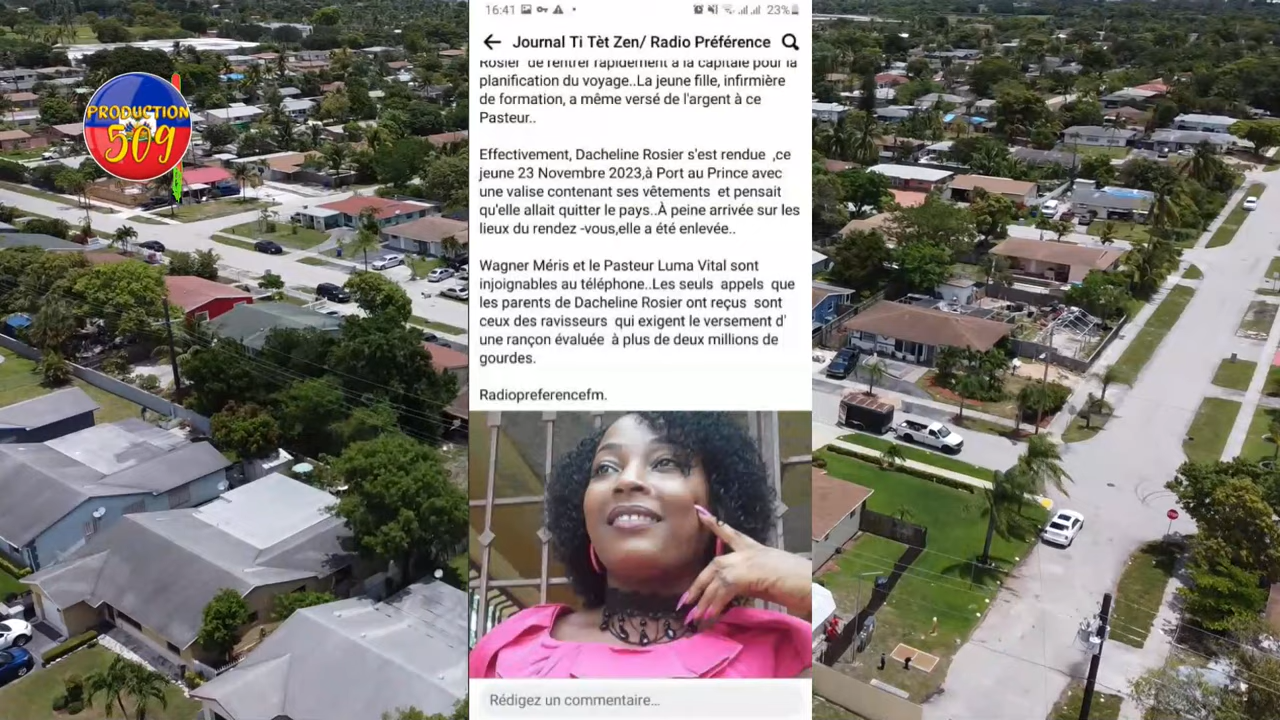 PRODUCTION
509
16:41
23%
Journal Ti Tèt Zen/ Radio Préférence
Rosier de rentrer rapidement à la capitale pour la
planification du voyage..La jeune fille, infirmière
de formation, a même versé de l'argent à ce
Pasteur..
Effectivement, Dacheline Rosier s'est rendue ,ce
jeune 23 Novembre 2023,à Port au Prince avec
une valise contenant ses vêtements et pensait
qu'elle allait quitter le pays..À peine arrivée sur les
lieux du rendez -vous,elle a été enlevée..
Wagner Méris et le Pasteur Luma Vital sont
injoignables au téléphone..Les seuls appels que
les parents de Dacheline Rosier ont reçus sont
ceux des ravisseurs qui exigent le versement d'
une rançon évaluée à plus de deux millions de
gourdes.
Radiopreferencefm.
Rédigez un commentaire...